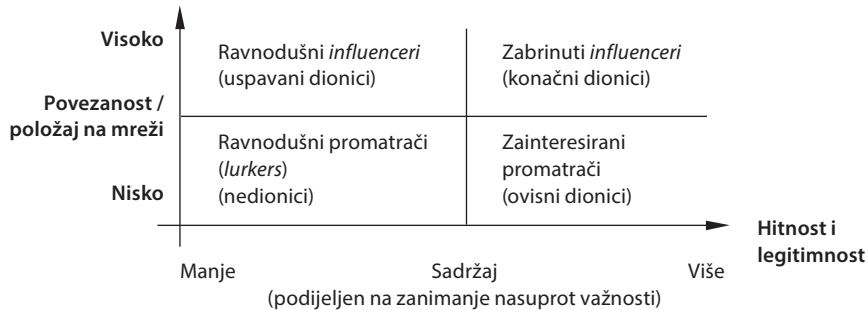 Visoko
Ravnodušni influenceri
(uspavani dionici)
Zabrinuti influenceri
(konačni dionici)
Povezanost /
položaj na mreži
Ravnodušni promatrači
(lurkers)
(nedionici)
Zainteresirani
promatrači
(ovisni dionici)
Nisko
Hitnost i
legitimnost
Manje
Sadržaj
Više
(podijeljen na zanimanje nasuprot važnosti)